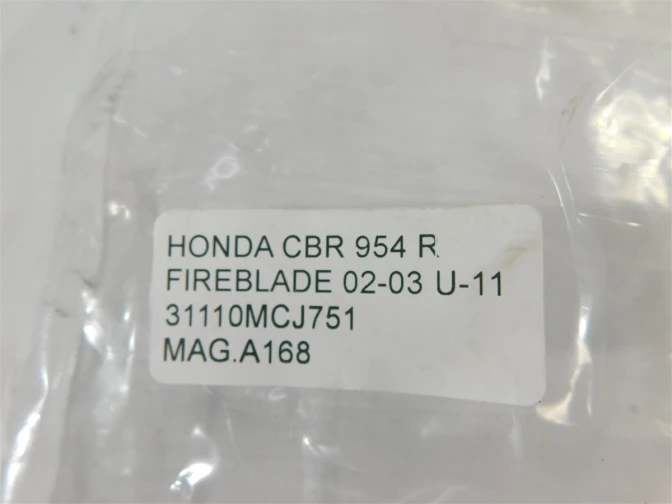 HONDA CBR 954 R
FIREBLADE 02-03 U-11
31110MCJ751
MAG.A168